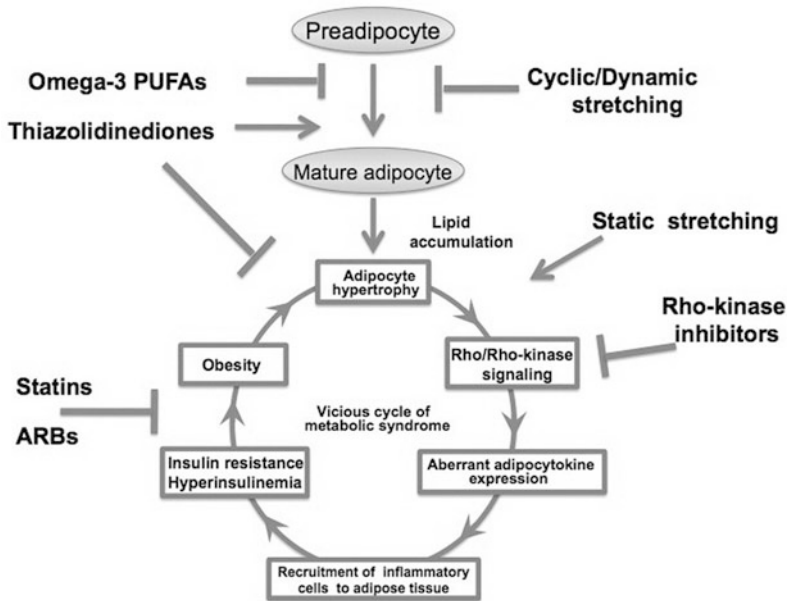 Preadipocyte
Omega-3 PUFAs
Cyclic/Dynamic
stretching
Thiazolidinediones
Mature adipocyte
Lipid
accumulation
Static stretching
Adipocyte
hypertrophy
Rho-kinase
inhibitors
Obesity
Rho/Rho-kinase
signaling
Statins
ARBs
Vicious cycle of
metabolic syndrome
Insulin resistance
Hyperinsulinemia
Aberrant adipocytokine
expression
Recruitment of inflammatory
cells to adipose tissue